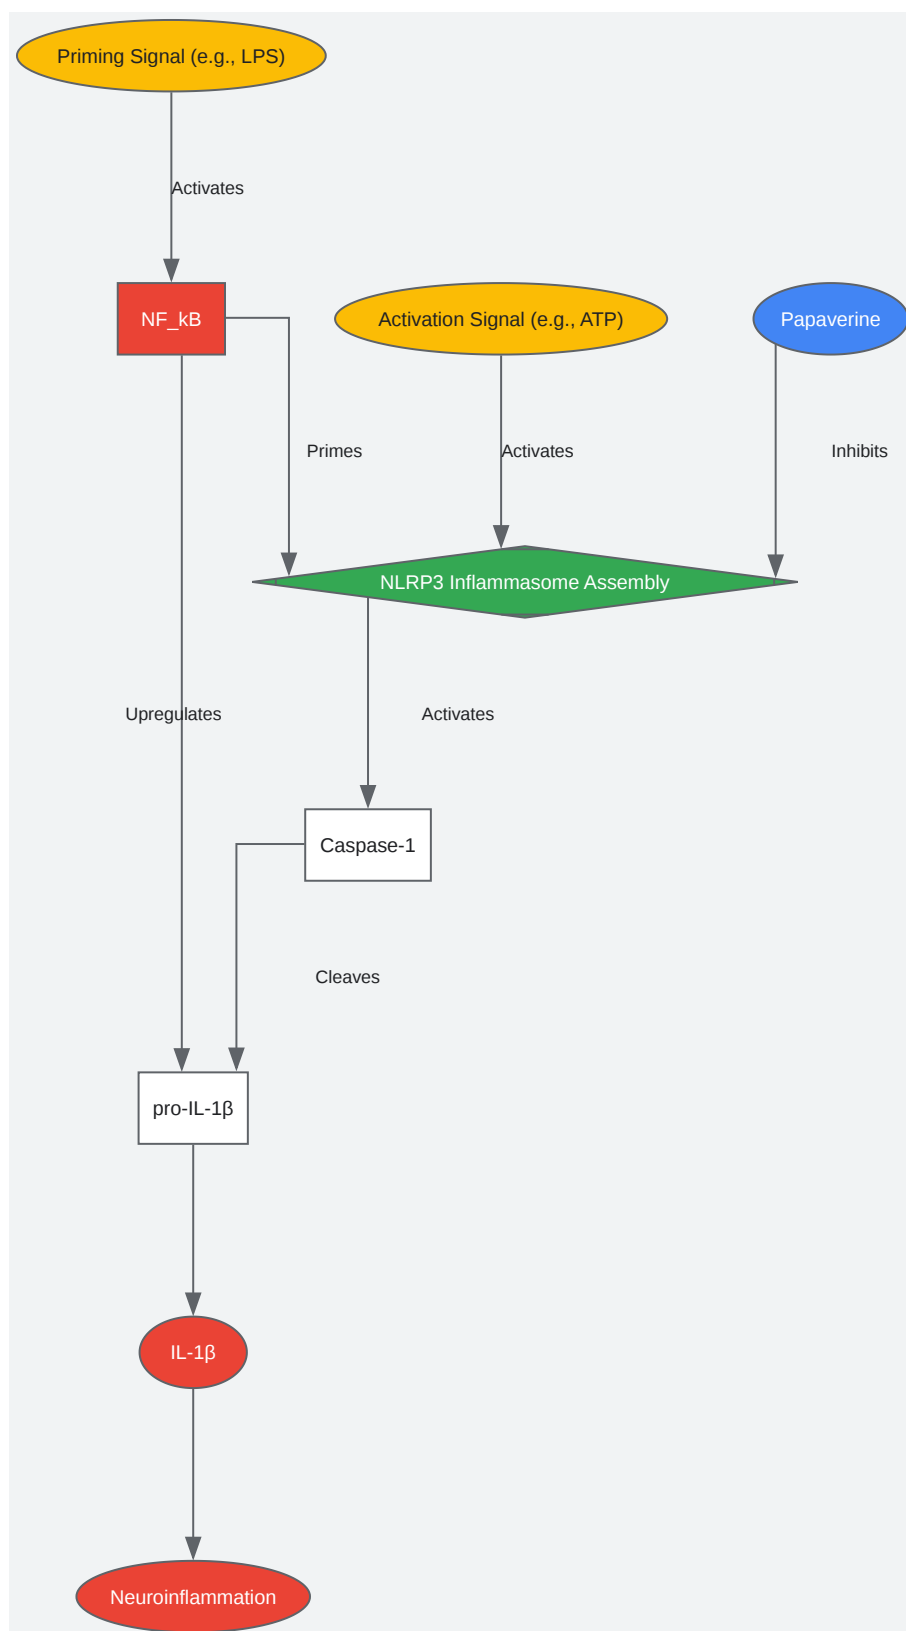 Priming Signal (e.g., LPS)
Activates
NF_kB
Activation Signal (e.g., ATP)
Papaverine
Primes
Activates
Inhibits
NLRP3 Inflammasome Assembly
Upregulates
Activates
Caspase-1
Cleaves
pro-IL-1β
IL-1β
Neuroinflammation